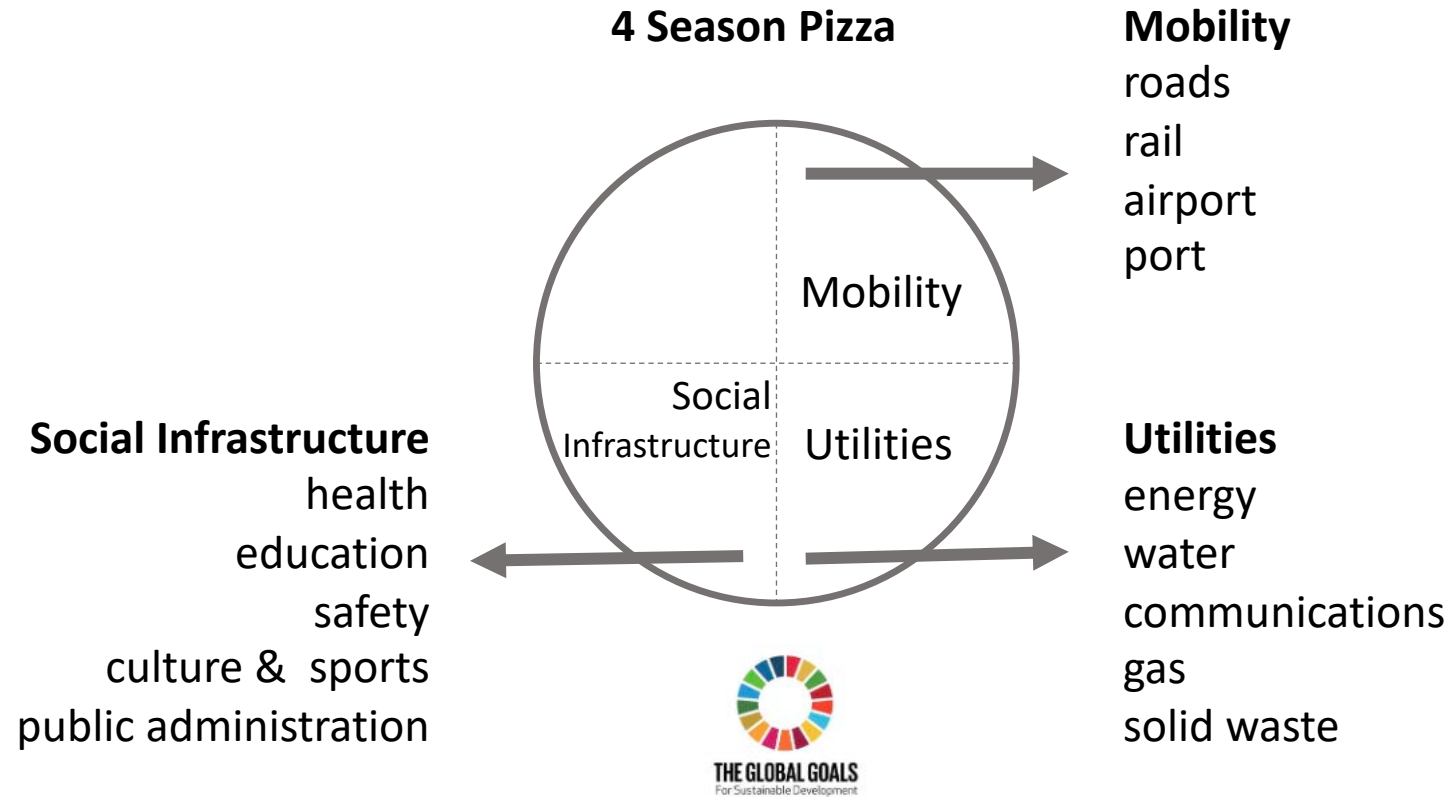 4 Season Pizza
Mobility
roads
rail
airport
port
Mobility
Social
Infrastructure
Utilities
Social Infrastructure
health
education
safety
culture & sports
public administration
Utilities
energy
water
communications
gas
solid waste
THE GLOBAL GOALS
For Sustainable Development